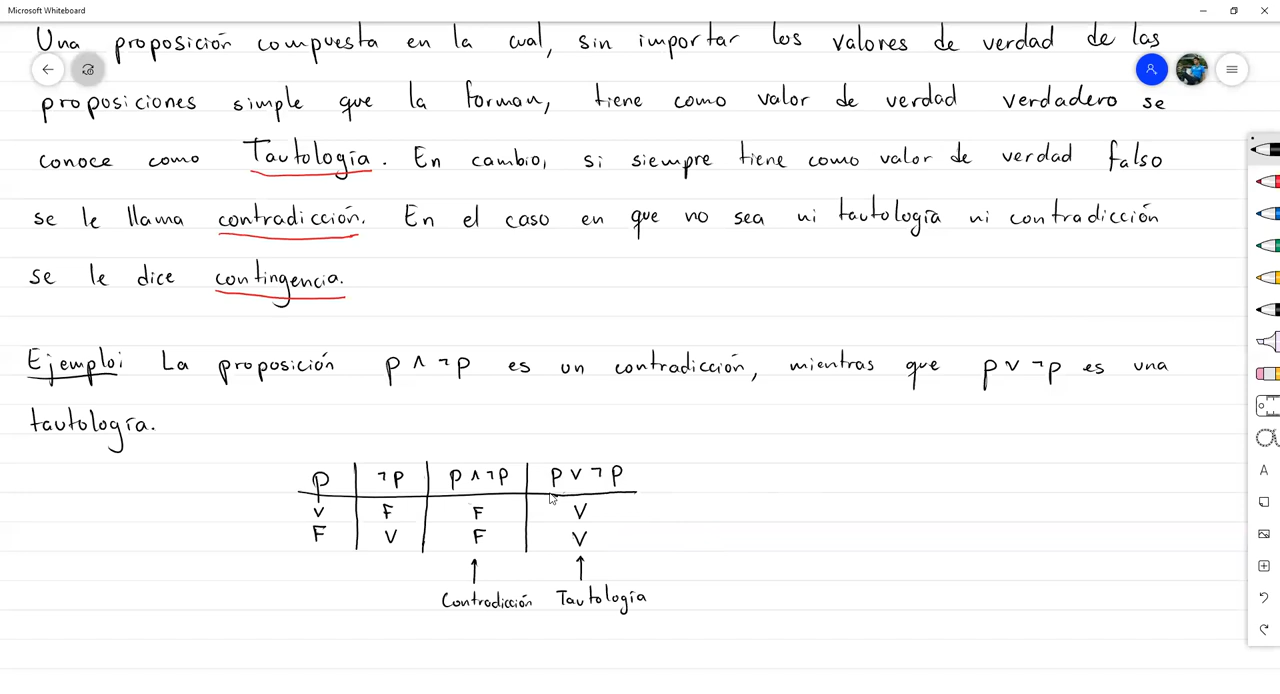 Microsoft Whiteboard
Una proposición compuesta en la cual, sin importar los valores de verdad de las
proposiciones simple que la forman, tiene como valor de verdad verdadero se
conoce como Tautología. En cambio, si siempre tiene como valor de verdad falso
se le llama contradicción. En el caso en que no sea ni tautología ni contradicción
se le dice contingencia.
Ejemplo: La proposición p ∧ ¬p es un contradicción, mientras que p ∨ ¬p es una
tautología.
p | ¬p | p ∧ ¬p | p ∨ ¬p
V | F | F | V
F | V | F | V
Contradicción Tautología
A